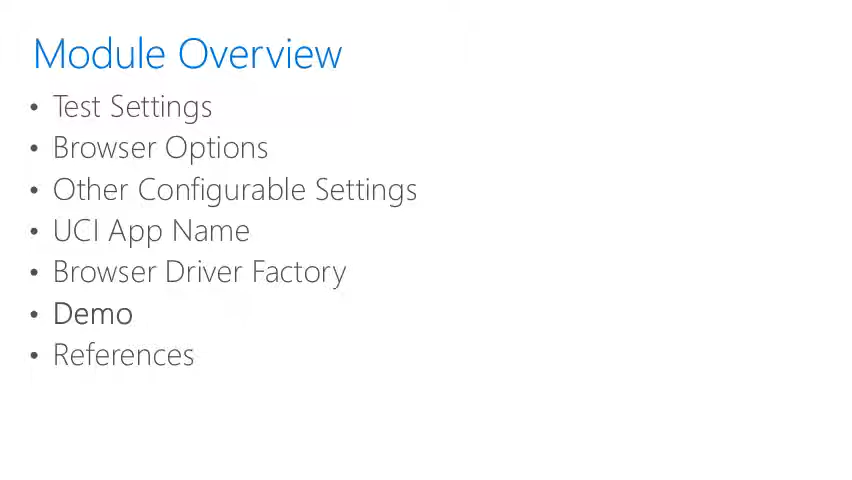 Module Overview
• Test Settings
• Browser Options
• Other Configurable Settings
• UCI App Name
• Browser Driver Factory
• Demo
• References